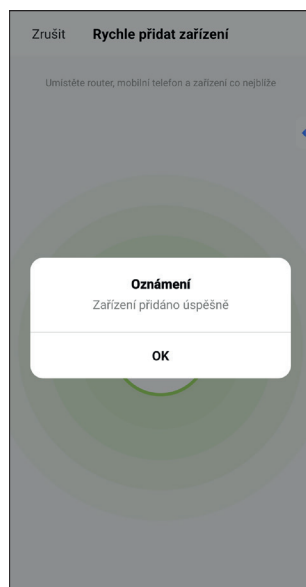 Zrušit Rychle přidat zařízení
Umístěte router, mobilní telefon a zařízení co nejblíže
Oznámení
Zařízení přidáno úspěšně
OK